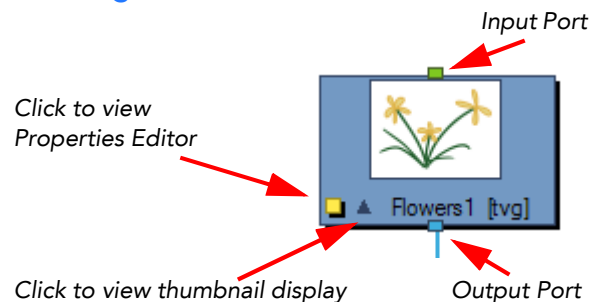 Input Port
Click to view
Properties Editor
Flowers1 [tvg]
Click to view thumbnail display
Output Port